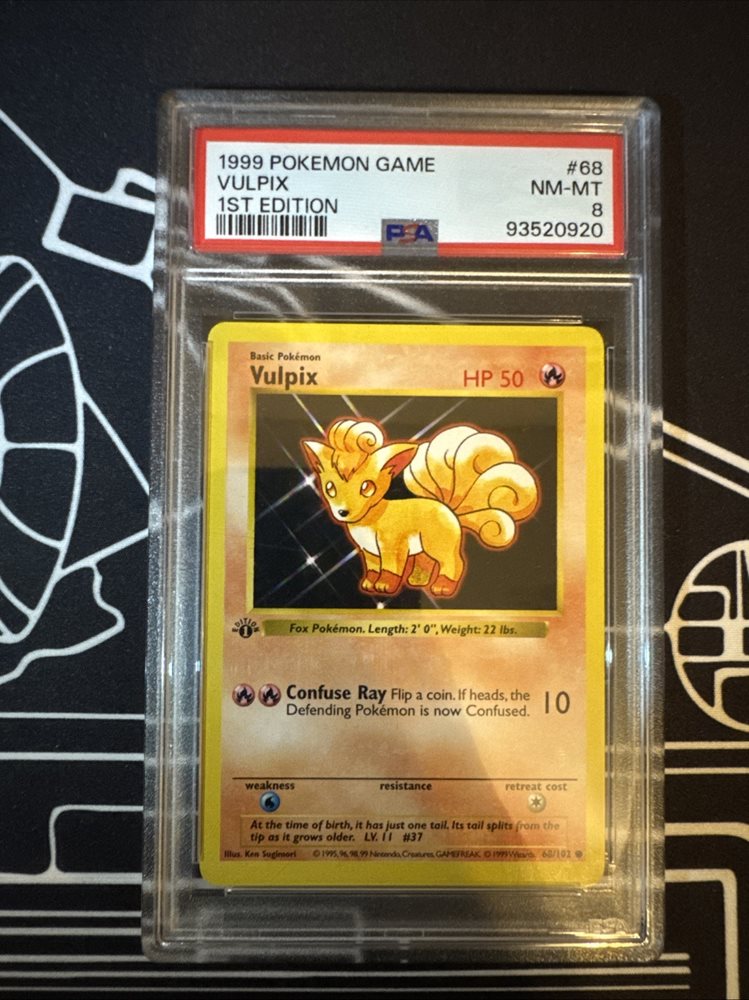 1999 POKEMON GAME #68
VULPIX NM-MT
1ST EDITION 8
PSA 93520920
Basic Pokémon
Vulpix HP 50
EDITION
1
Fox Pokémon. Length: 2' 0", Weight: 22 lbs.
Confuse Ray Flip a coin. If heads, the
Defending Pokémon is now Confused. 10
weakness resistance retreat cost
At the time of birth, it has just one tail. Its tail splits from the
tip as it grows older. LV. 11 #37
Illus. Ken Sugimori © 1995, 96, 98, 99 Nintendo, Creatures, GAMEFREAK. © 1999 Wizards. 68/102